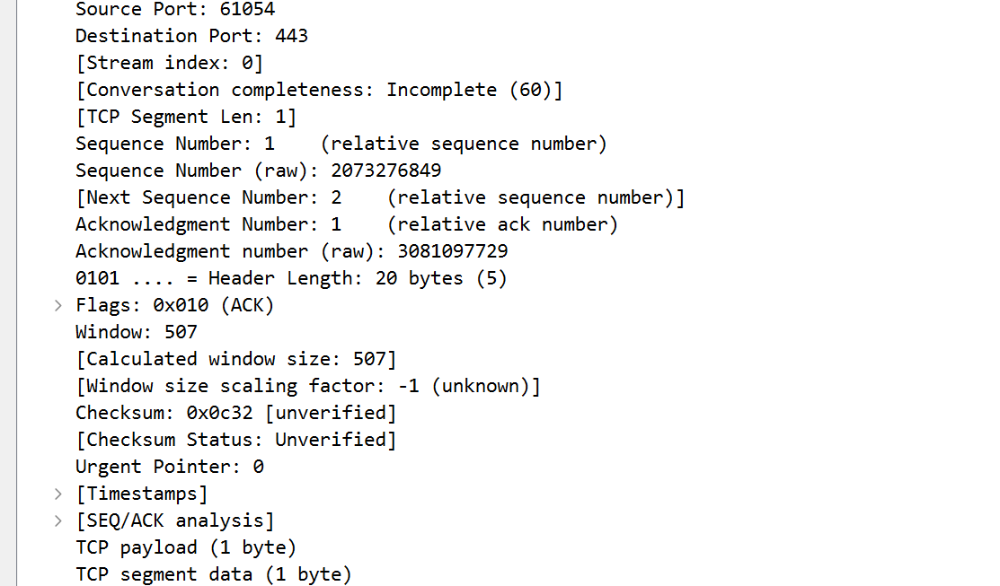 Source Port: 61054
Destination Port: 443
[Stream index: 0]
[Conversation completeness: Incomplete (60)]
[TCP Segment Len: 1]
Sequence Number: 1    (relative sequence number)
Sequence Number (raw): 2073276849
[Next Sequence Number: 2    (relative sequence number)]
Acknowledgment Number: 1    (relative ack number)
Acknowledgment number (raw): 3081097729
0101 .... = Header Length: 20 bytes (5)
Flags: 0x010 (ACK)
Window: 507
[Calculated window size: 507]
[Window size scaling factor: -1 (unknown)]
Checksum: 0x0c32 [unverified]
[Checksum Status: Unverified]
Urgent Pointer: 0
[Timestamps]
[SEQ/ACK analysis]
TCP payload (1 byte)
TCP segment data (1 byte)